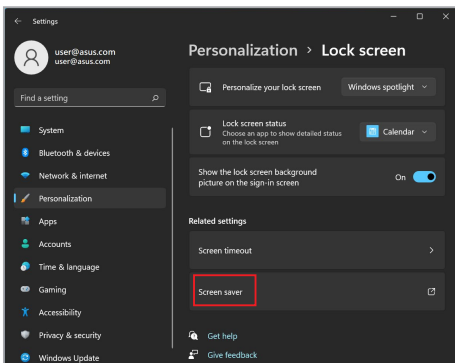 Settings
user@asus.com
user@asus.com
Find a setting
System
Bluetooth & devices
Network & internet
Personalization
Apps
Accounts
Time & language
Gaming
Accessibility
Privacy & security
Windows Update
Personalization > Lock screen
Personalize your lock screen
Windows spotlight
Lock screen status
Choose an app to show detailed status
on the lock screen
Calendar
Show the lock screen background
picture on the sign-in screen
On
Related settings
Screen timeout
Screen saver
Get help
Give feedback